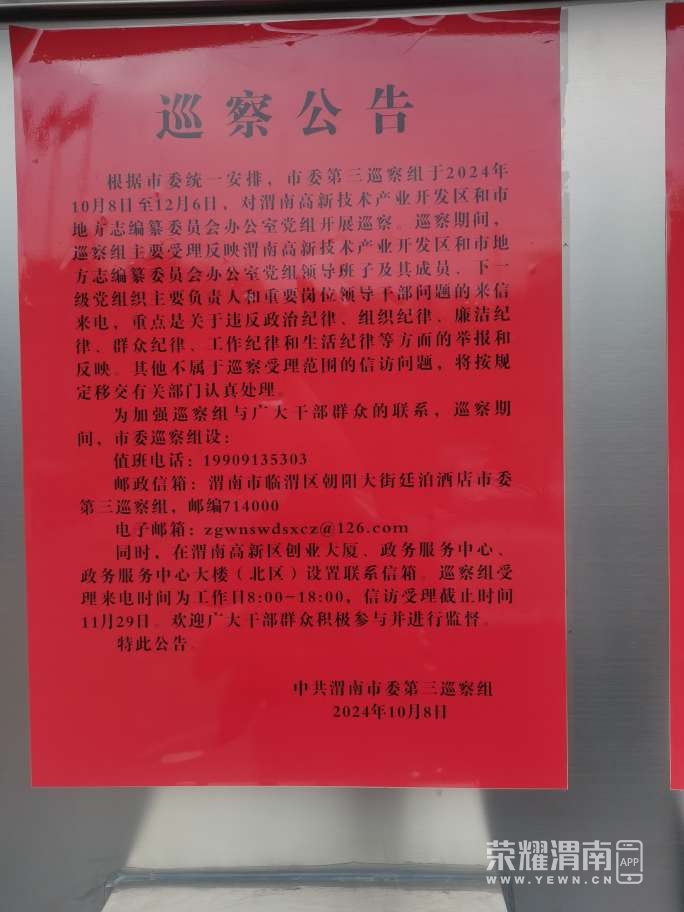 巡察公告
根据市委统一安排，市委第三巡察组于2024年
10月8日至12月6日，对渭南高新技术产业开发区和市
地方志编纂委员会办公室党组开展巡察。巡察期间，
巡察组主要受理反映渭南高新技术产业开发区和市地
方志编纂委员会办公室党组领导班子及其成员、下一
级党组织主要负责人和重要岗位领导干部问题的来信
来电，重点是关于违反政治纪律、组织纪律、廉洁纪
律、群众纪律、工作纪律和生活纪律等方面的举报和
反映。其他不属于巡察受理范围的信访问题，将按规
定移交有关部门认真处理。
为加强巡察组与广大干部群众的联系，巡察期
间，市委巡察组设：
值班电话：19909135303
邮政信箱：渭南市临渭区朝阳大街廷泊酒店市委
第三巡察组，邮编714000
电子邮箱：zgwnswdsxcz@126.com
同时，在渭南高新区创业大厦、政务服务中心、
政务服务中心大楼（北区）设置联系信箱。巡察组受
理来电时间为工作日8:00-18:00，信访受理截止时间
11月29日。欢迎广大干部群众积极参与并进行监督。
特此公告。
中共渭南市委第三巡察组
2024年10月8日
荣耀渭南 APP
WWW.YEWN.CN